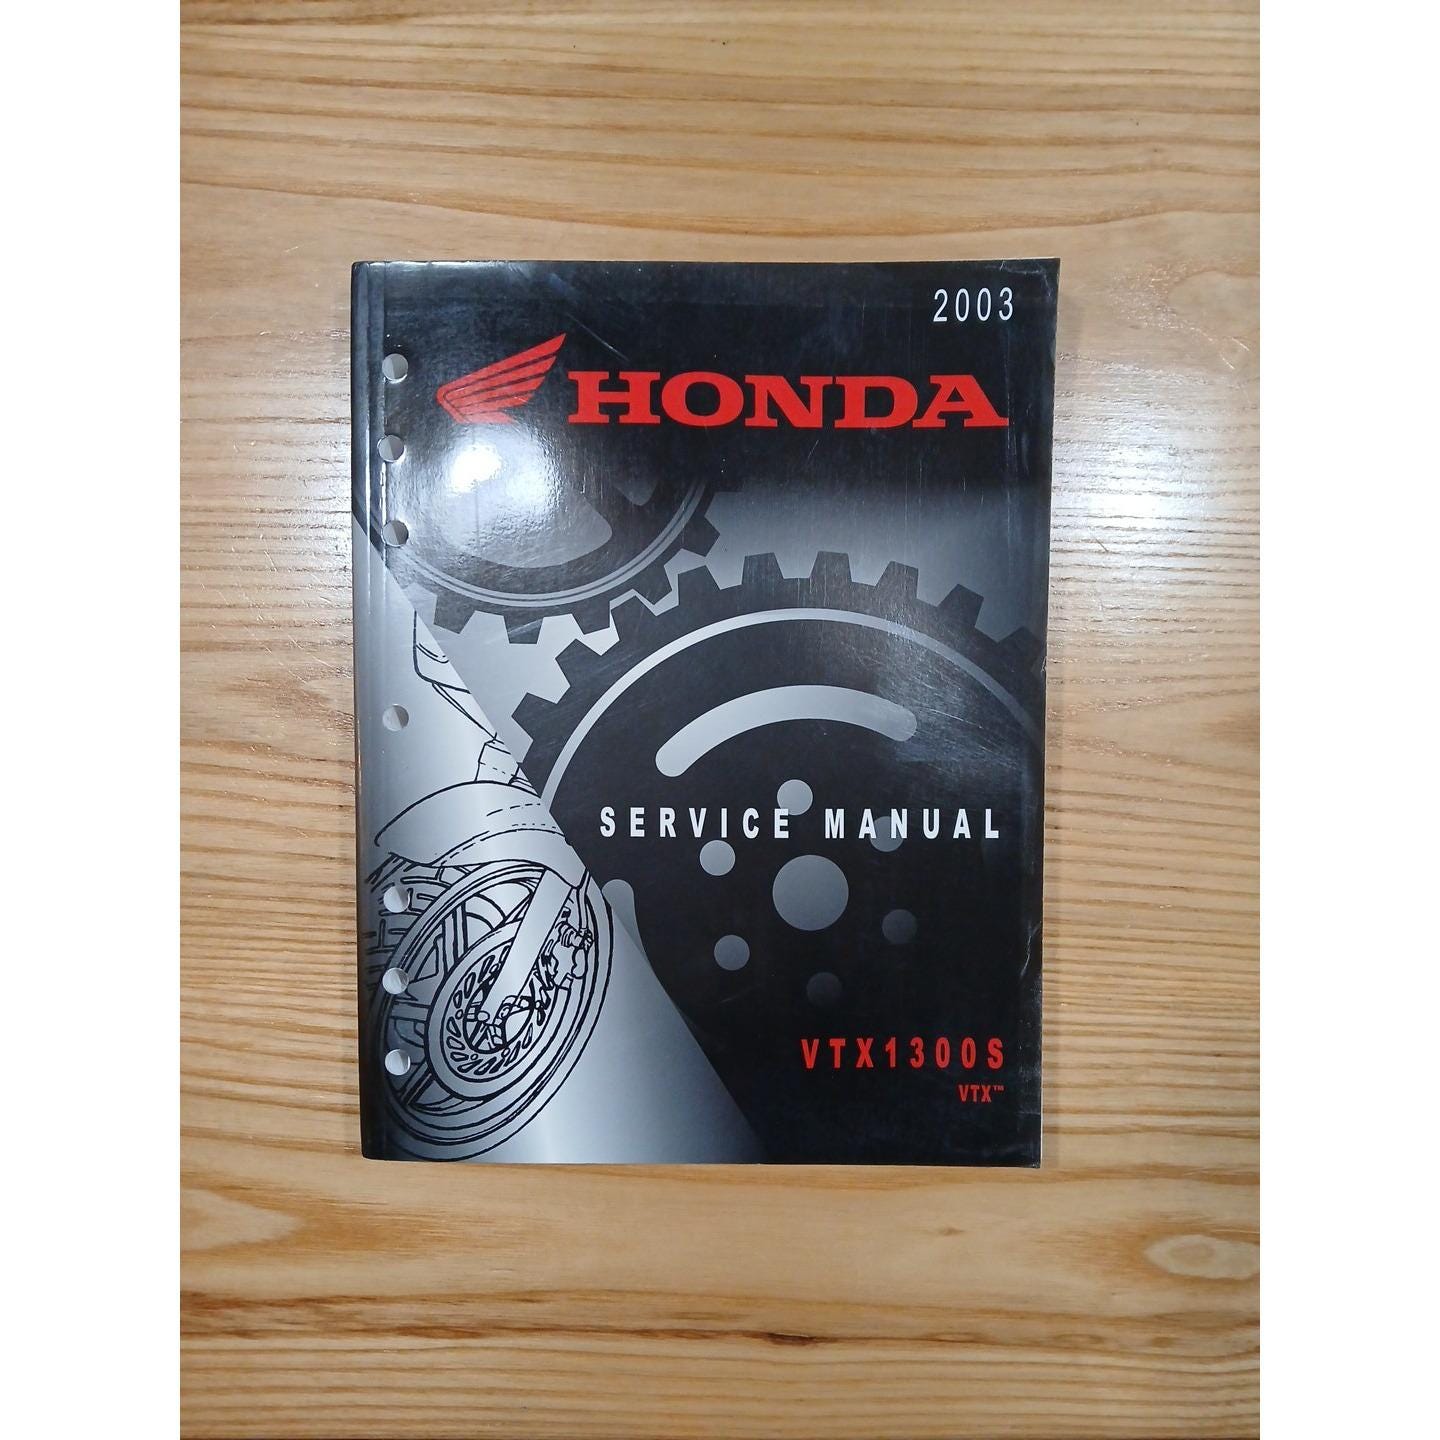 2003
HONDA
SERVICE MANUAL
VTX1300S
VTX™